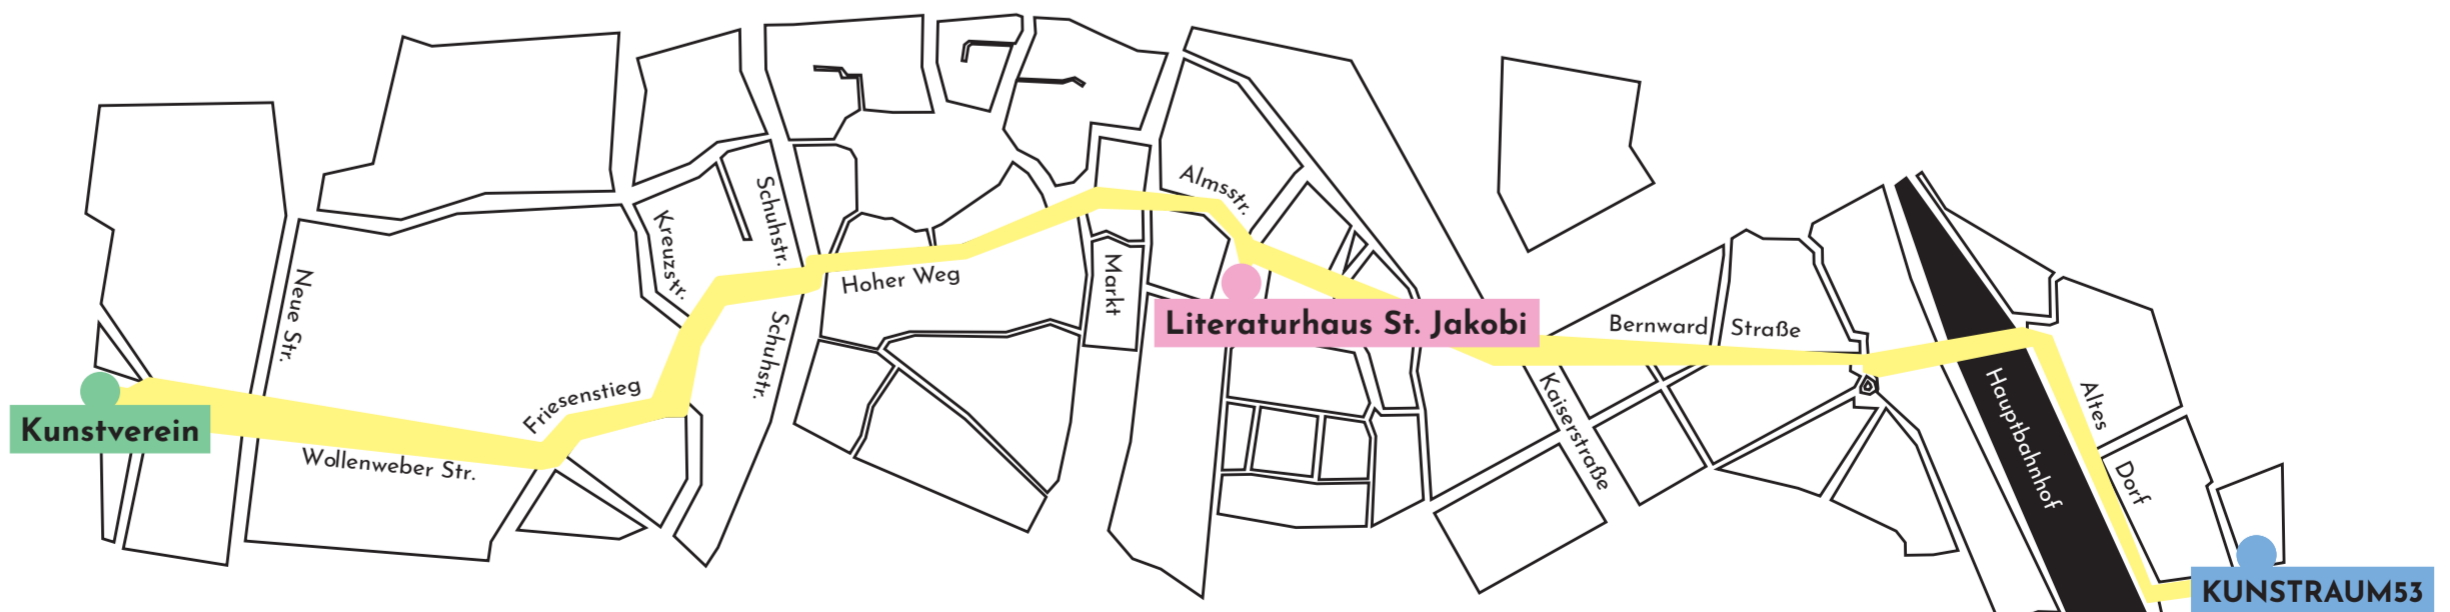 Kunstverein
Neue Str.
Wollenweber Str.
Friesenstieg
Kreuzstr.
Schuhstr.
Schuhstr.
Hoher Weg
Markt
Almsstr.
Literaturhaus St. Jakobi
Bernward Straße
Kaiserstraße
Hauptbahnhof
Altes Dorf
KUNSTRAUM53